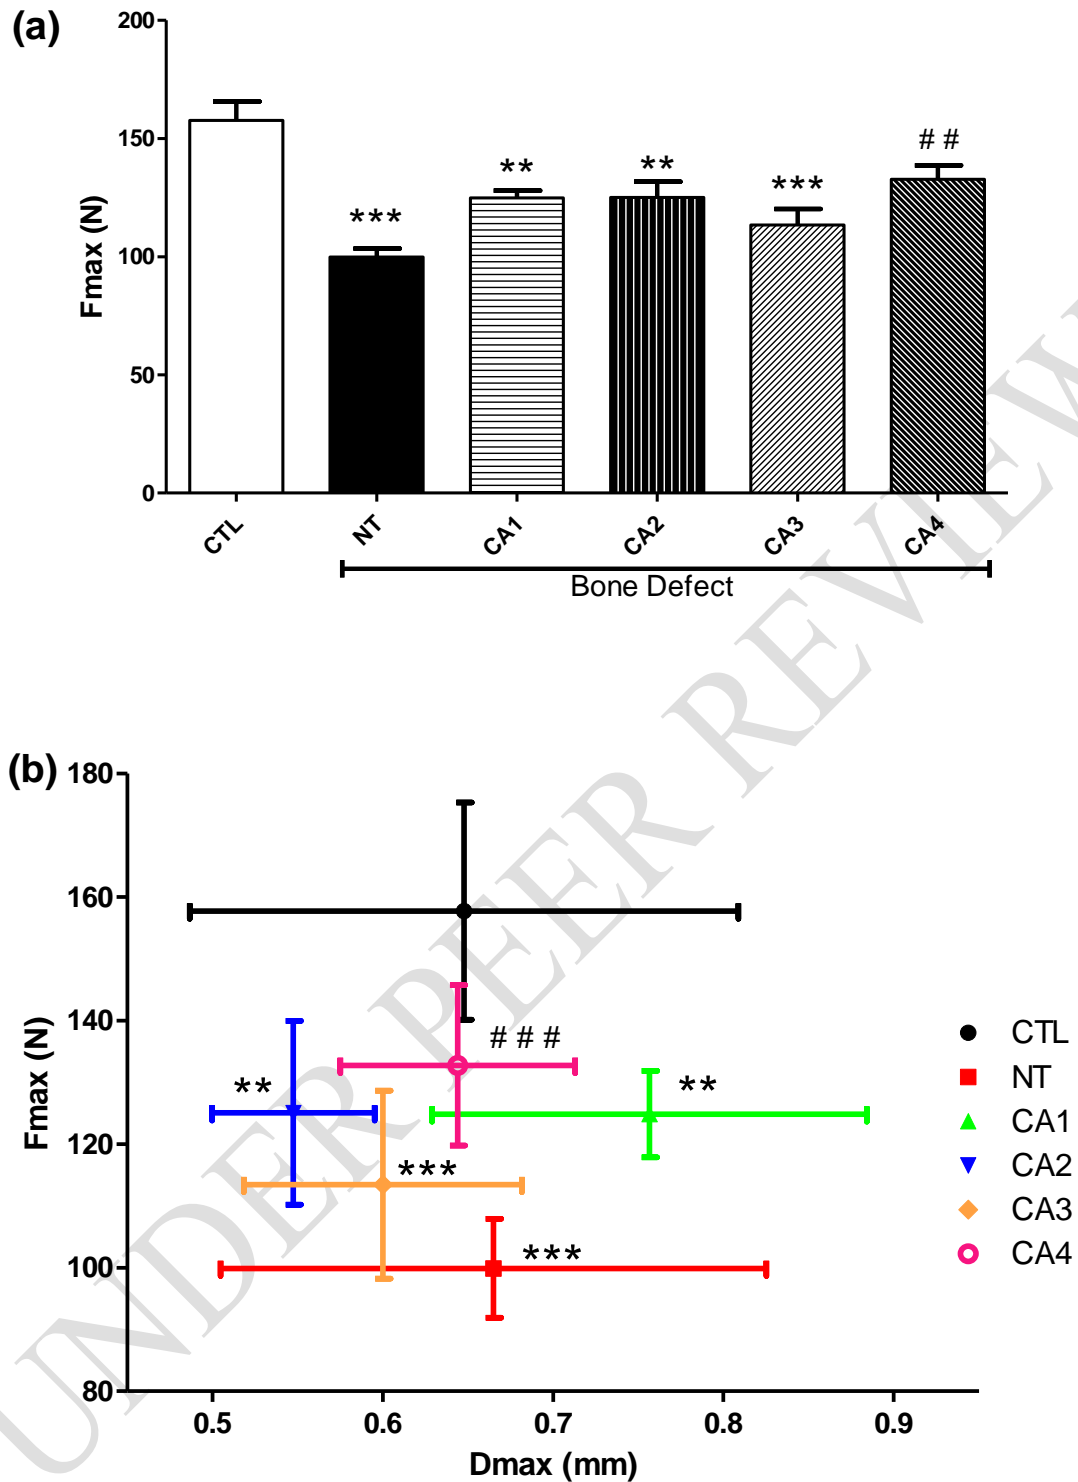 (a)
200
150
100
50
0
Fmax (N)
***
**
**
***
# #
CTL
NT
CA1
CA2
CA3
CA4
Bone Defect
(b)
180
160
140
120
100
80
Fmax (N)
# # #
**
**
***
***
0.5
0.6
0.7
0.8
0.9
Dmax (mm)
CTL
NT
CA1
CA2
CA3
CA4
UNDER PEER REVIEW